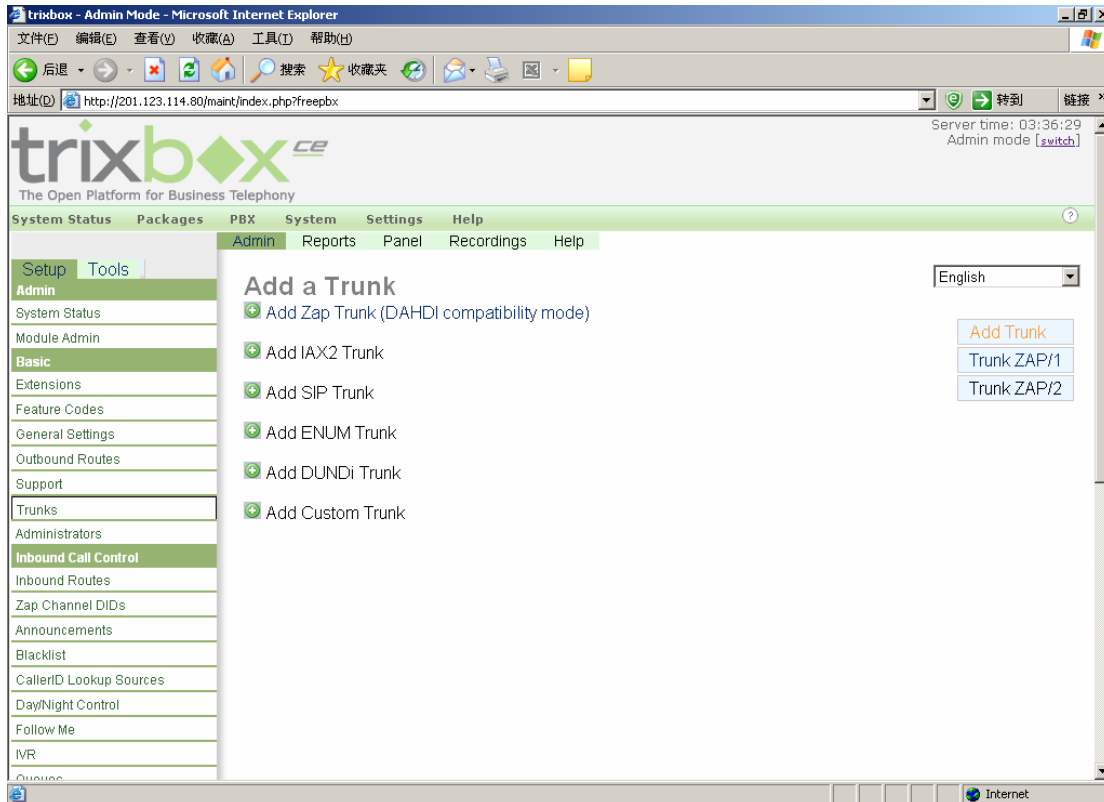 trixbox - Admin Mode - Microsoft Internet Explorer
文件(F) 编辑(E) 查看(V) 收藏(A) 工具(T) 帮助(H)
后退 搜索 收藏夹
地址(D) http://201.123.114.80/maint/index.php?freepbx 转到 链接 »
Server time: 03:36:29
Admin mode [switch]
trixbox ce
The Open Platform for Business Telephony
System Status Packages PBX System Settings Help ?
Admin Reports Panel Recordings Help
Setup Tools
Admin
System Status
Module Admin
Basic
Extensions
Feature Codes
General Settings
Outbound Routes
Support
Trunks
Administrators
Inbound Call Control
Inbound Routes
Zap Channel DIDs
Announcements
Blacklist
CallerID Lookup Sources
Day/Night Control
Follow Me
IVR
Queues
Add a Trunk
Add Zap Trunk (DAHDI compatibility mode)
Add IAX2 Trunk
Add SIP Trunk
Add ENUM Trunk
Add DUNDi Trunk
Add Custom Trunk
English
Add Trunk
Trunk ZAP/1
Trunk ZAP/2
Internet